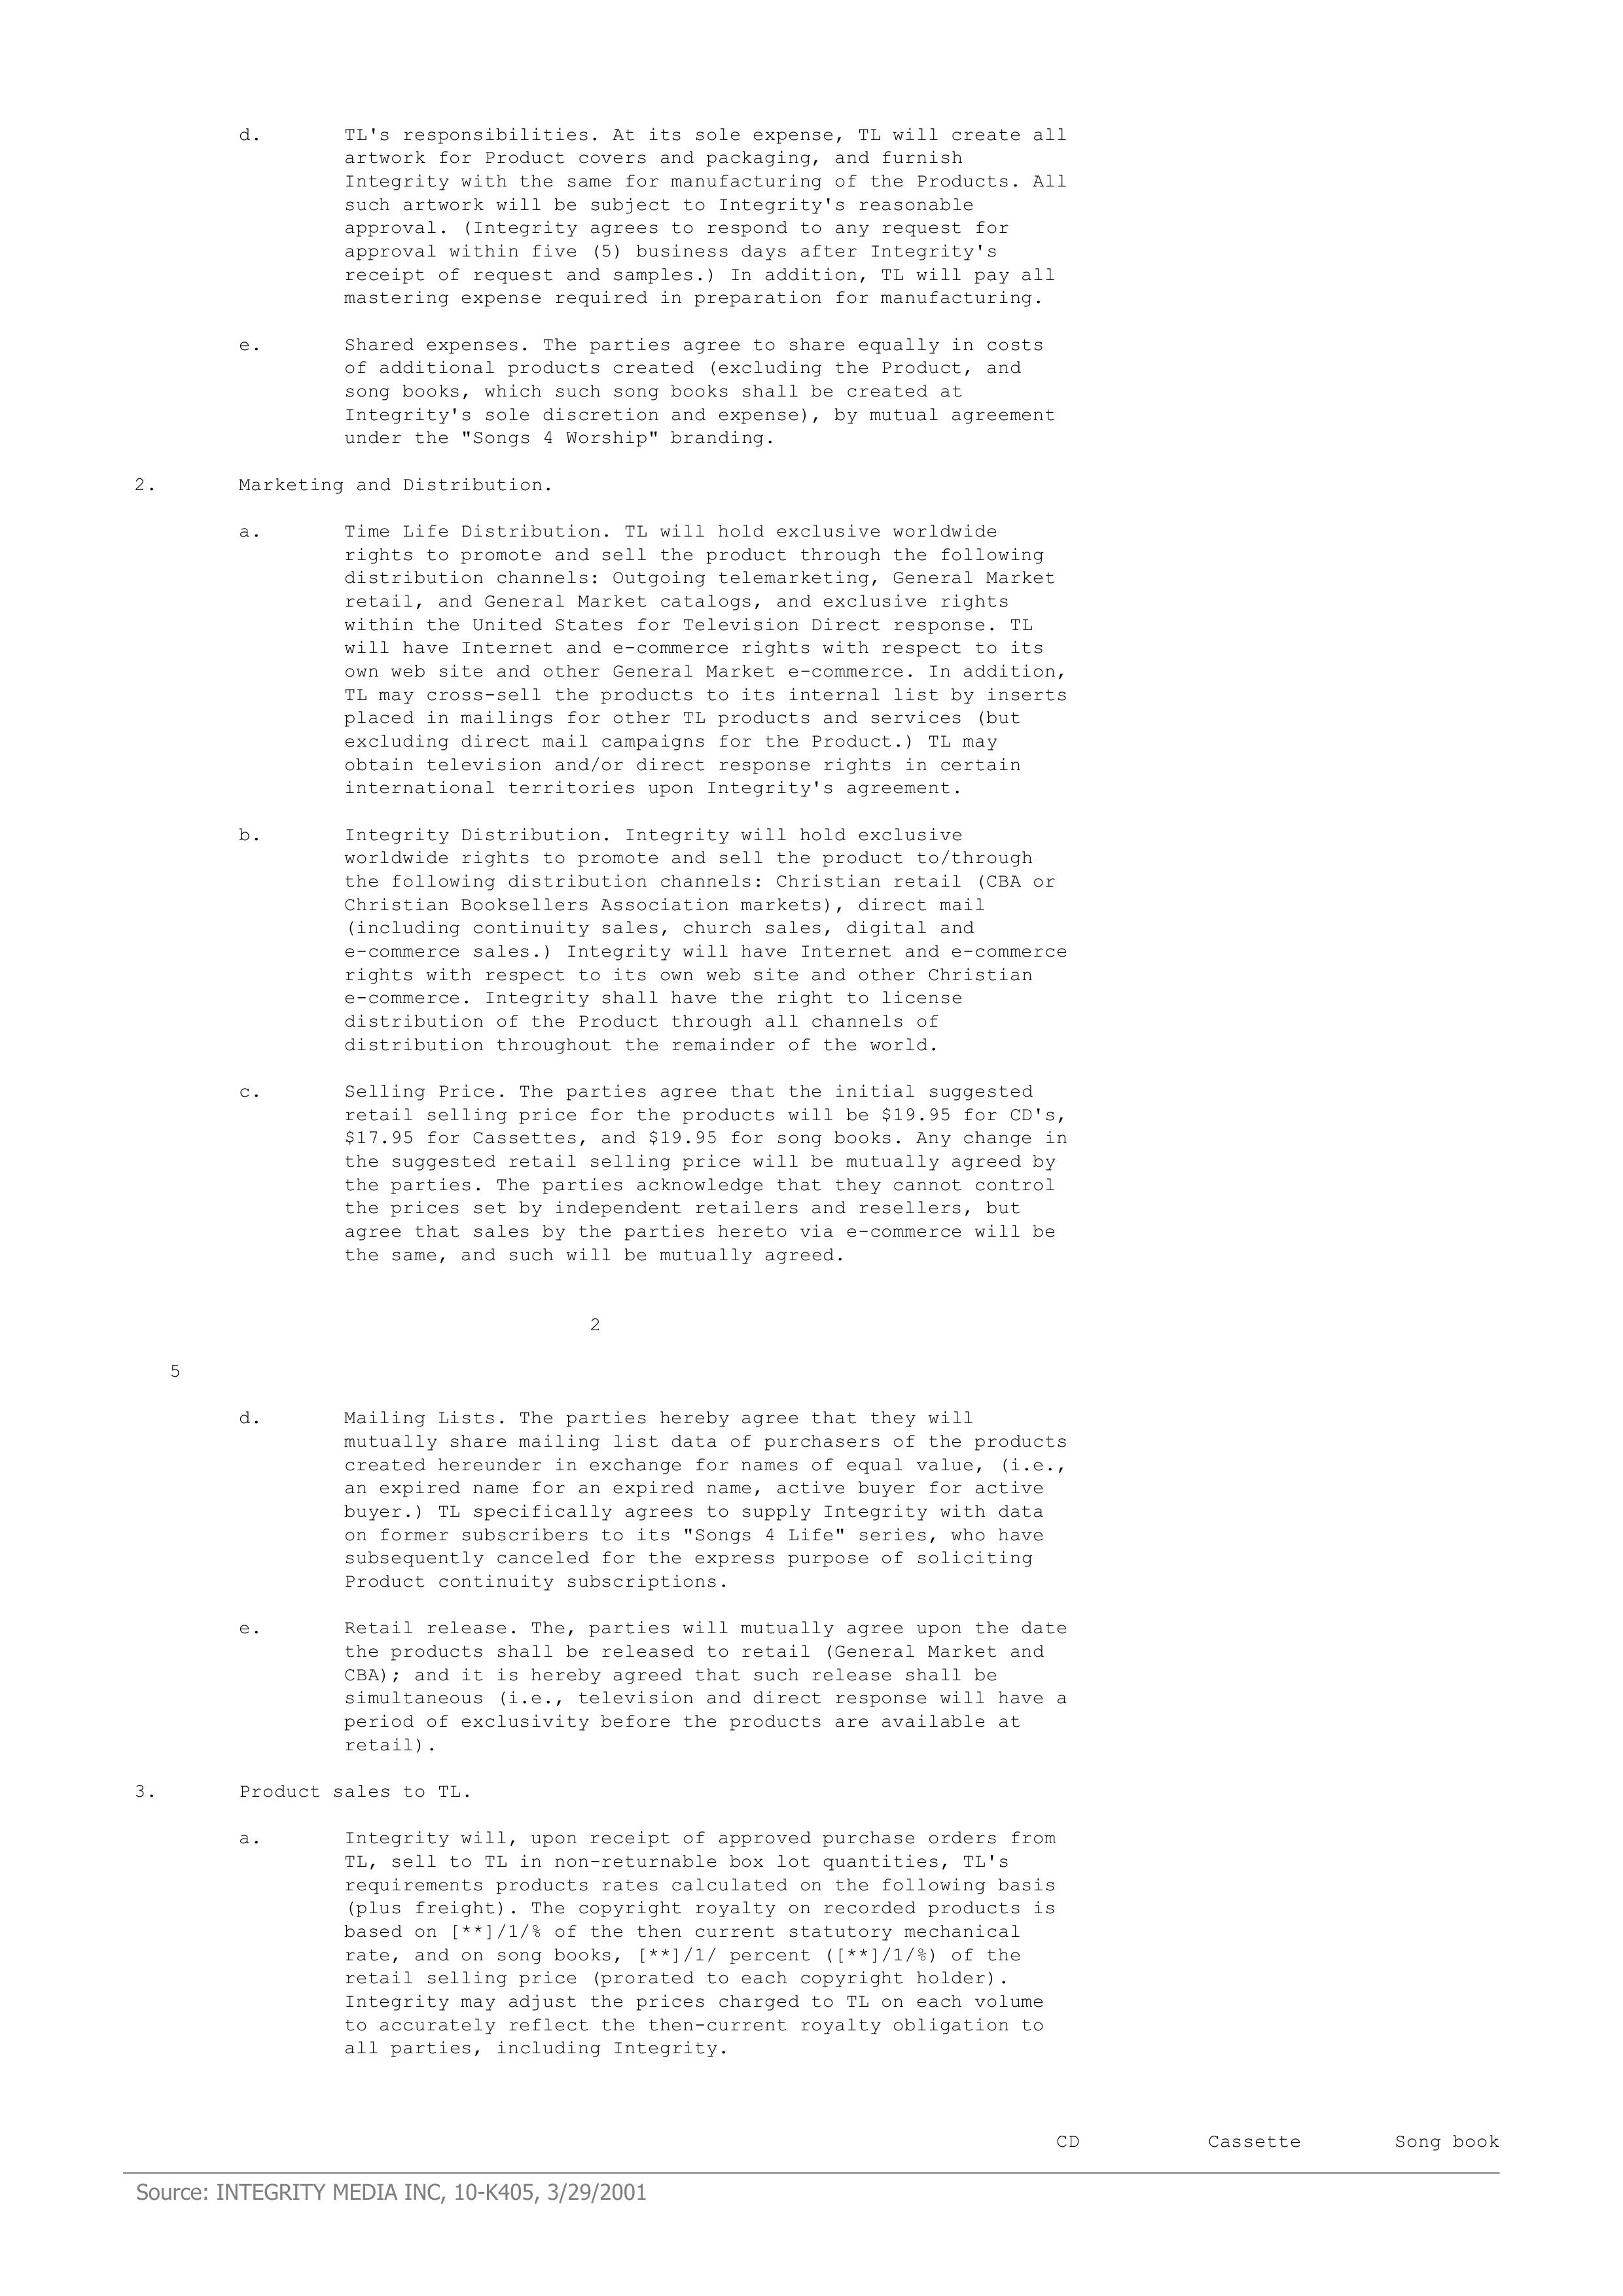 d. TL's responsibilities. At its sole expense, TL will create all
artwork for Product covers and packaging, and furnish
Integrity with the same for manufacturing of the Products. All
such artwork will be subject to Integrity's reasonable
approval. (Integrity agrees to respond to any request for
approval within five (5) business days after Integrity's
receipt of request and samples.) In addition, TL will pay all
mastering expense required in preparation for manufacturing.
e. Shared expenses. The parties agree to share equally in costs
of additional products created (excluding the Product, and
song books, which such song books shall be created at
Integrity's sole discretion and expense), by mutual agreement
under the "Songs 4 Worship" branding.
2. Marketing and Distribution.
a. Time Life Distribution. TL will hold exclusive worldwide
rights to promote and sell the product through the following
distribution channels: Outgoing telemarketing, General Market
retail, and General Market catalogs, and exclusive rights
within the United States for Television Direct response. TL
will have Internet and e-commerce rights with respect to its
own web site and other General Market e-commerce. In addition,
TL may cross-sell the products to its internal list by inserts
placed in mailings for other TL products and services (but
excluding direct mail campaigns for the Product.) TL may
obtain television and/or direct response rights in certain
international territories upon Integrity's agreement.
b. Integrity Distribution. Integrity will hold exclusive
worldwide rights to promote and sell the product to/through
the following distribution channels: Christian retail (CBA or
Christian Booksellers Association markets), direct mail
(including continuity sales, church sales, digital and
e-commerce sales.) Integrity will have Internet and e-commerce
rights with respect to its own web site and other Christian
e-commerce. Integrity shall have the right to license
distribution of the Product through all channels of
distribution throughout the remainder of the world.
c. Selling Price. The parties agree that the initial suggested
retail selling price for the products will be $19.95 for CD's,
$17.95 for Cassettes, and $19.95 for song books. Any change in
the suggested retail selling price will be mutually agreed by
the parties. The parties acknowledge that they cannot control
the prices set by independent retailers and resellers, but
agree that sales by the parties hereto via e-commerce will be
the same, and such will be mutually agreed.
2
5
d. Mailing Lists. The parties hereby agree that they will
mutually share mailing list data of purchasers of the products
created hereunder in exchange for names of equal value, (i.e.,
an expired name for an expired name, active buyer for active
buyer.) TL specifically agrees to supply Integrity with data
on former subscribers to its "Songs 4 Life" series, who have
subsequently canceled for the express purpose of soliciting
Product continuity subscriptions.
e. Retail release. The, parties will mutually agree upon the date
the products shall be released to retail (General Market and
CBA); and it is hereby agreed that such release shall be
simultaneous (i.e., television and direct response will have a
period of exclusivity before the products are available at
retail).
3. Product sales to TL.
a. Integrity will, upon receipt of approved purchase orders from
TL, sell to TL in non-returnable box lot quantities, TL's
requirements products rates calculated on the following basis
(plus freight). The copyright royalty on recorded products is
based on [**]/1/% of the then current statutory mechanical
rate, and on song books, [**]/1/ percent ([**]/1/%) of the
retail selling price (prorated to each copyright holder).
Integrity may adjust the prices charged to TL on each volume
to accurately reflect the then-current royalty obligation to
all parties, including Integrity.
CD Cassette Song book
Source: INTEGRITY MEDIA INC, 10-K405, 3/29/2001